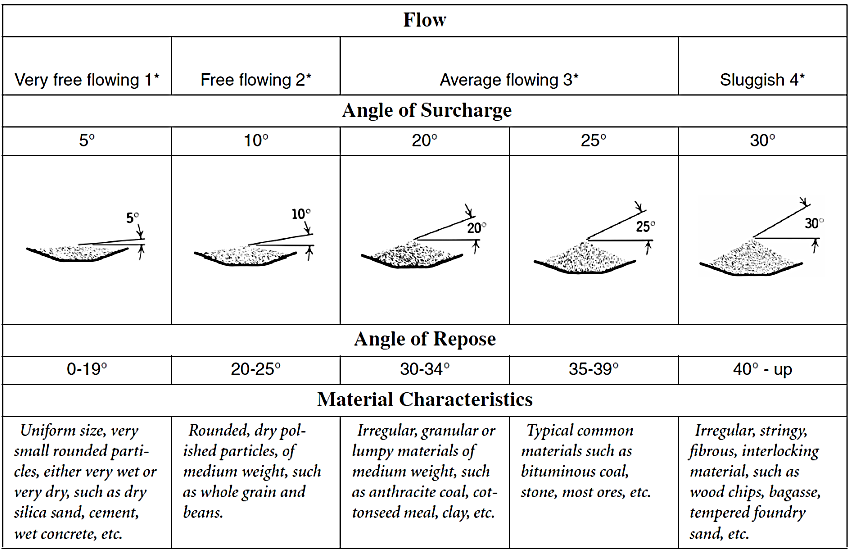 Flow
Very free flowing 1*
Free flowing 2*
Average flowing 3*
Sluggish 4*
Angle of Surcharge
5°
10°
20°
25°
30°
5°
10°
20°
25°
30°
Angle of Repose
0-19°
20-25°
30-34°
35-39°
40° - up
Material Characteristics
Uniform size, very
small rounded parti-
cles, either very wet or
very dry, such as dry
silica sand, cement,
wet concrete, etc.
Rounded, dry pol-
ished particles, of
medium weight, such
as whole grain and
beans.
Irregular, granular or
lumpy materials of
medium weight, such
as anthracite coal, cot-
tonseed meal, clay, etc.
Typical common
materials such as
bituminous coal,
stone, most ores, etc.
Irregular, stringy,
fibrous, interlocking
material, such as
wood chips, bagasse,
tempered foundry
sand, etc.